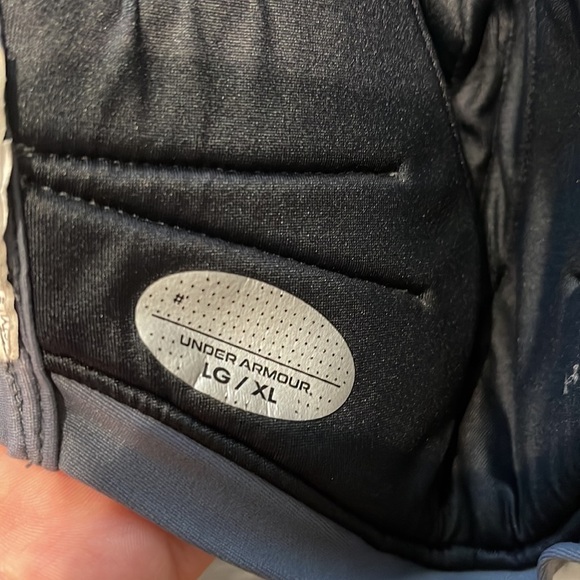 #
UNDER ARMOUR
LG / XL